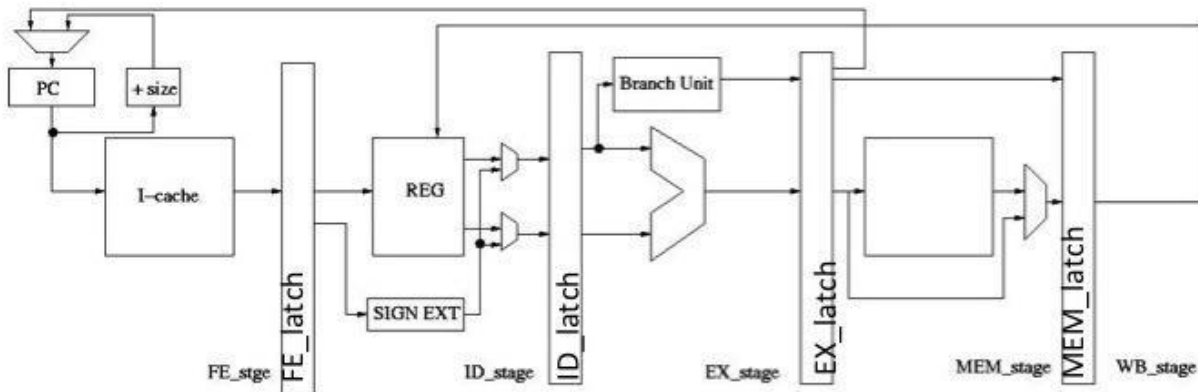 PC
+ size
I-cache
FE_stge
FE_latch
REG
SIGN EXT
ID_stage
ID_latch
Branch Unit
EX_stage
EX_latch
MEM_stage
MEM_latch
WB_stage